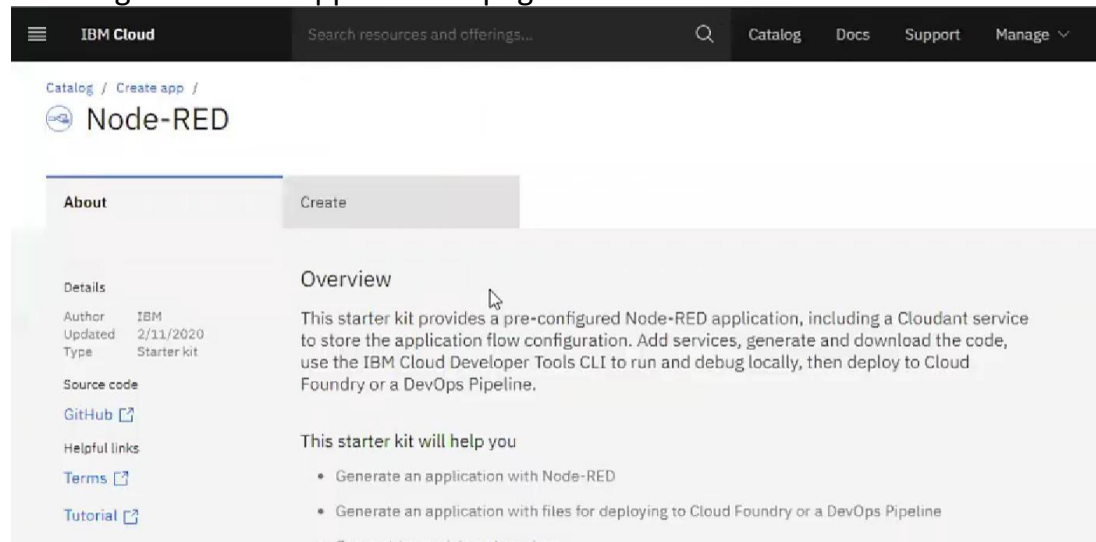 IBM Cloud
Search resources and offerings...
Catalog
Docs
Support
Manage
Catalog / Create app /
Node-RED
About
Create
Details
Author IBM
Updated 2/11/2020
Type Starter kit
Source code
GitHub
Helpful links
Terms
Tutorial
Overview
This starter kit provides a pre-configured Node-RED application, including a Cloudant service
to store the application flow configuration. Add services, generate and download the code,
use the IBM Cloud Developer Tools CLI to run and debug locally, then deploy to Cloud
Foundry or a DevOps Pipeline.
This starter kit will help you
• Generate an application with Node-RED
• Generate an application with files for deploying to Cloud Foundry or a DevOps Pipeline